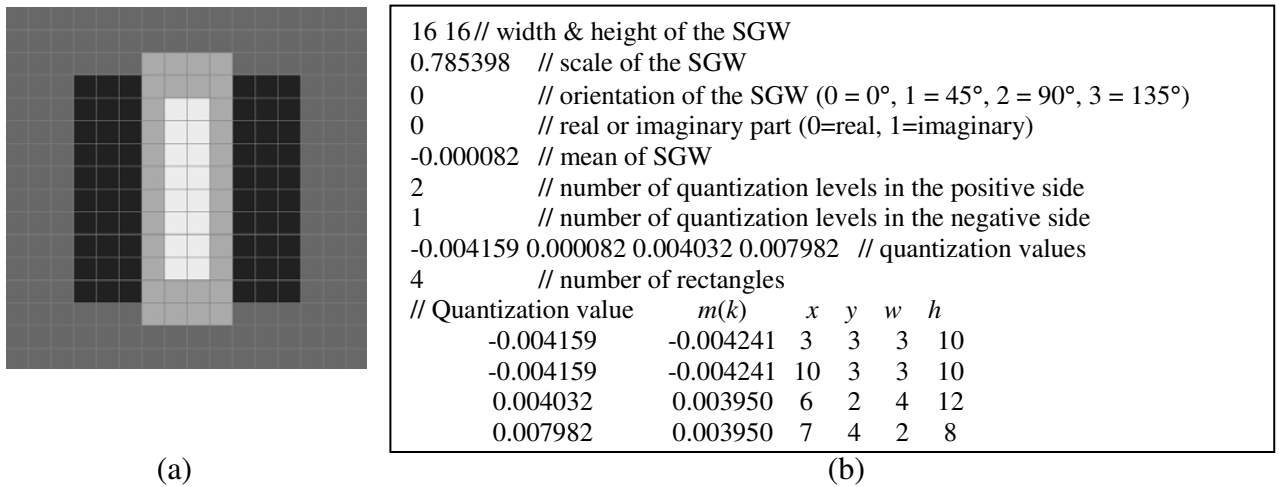 16 16 // width & height of the SGW
0.785398 // scale of the SGW
0 // orientation of the SGW (0 = 0°, 1 = 45°, 2 = 90°, 3 = 135°)
0 // real or imaginary part (0=real, 1=imaginary)
-0.000082 // mean of SGW
2 // number of quantization levels in the positive side
1 // number of quantization levels in the negative side
-0.004159 0.000082 0.004032 0.007982 // quantization values
4 // number of rectangles
// Quantization value m(k) x y w h
-0.004159 -0.004241 3 3 3 10
-0.004159 -0.004241 10 3 3 10
0.004032 0.003950 6 2 4 12
0.007982 0.003950 7 4 2 8
(a) (b)